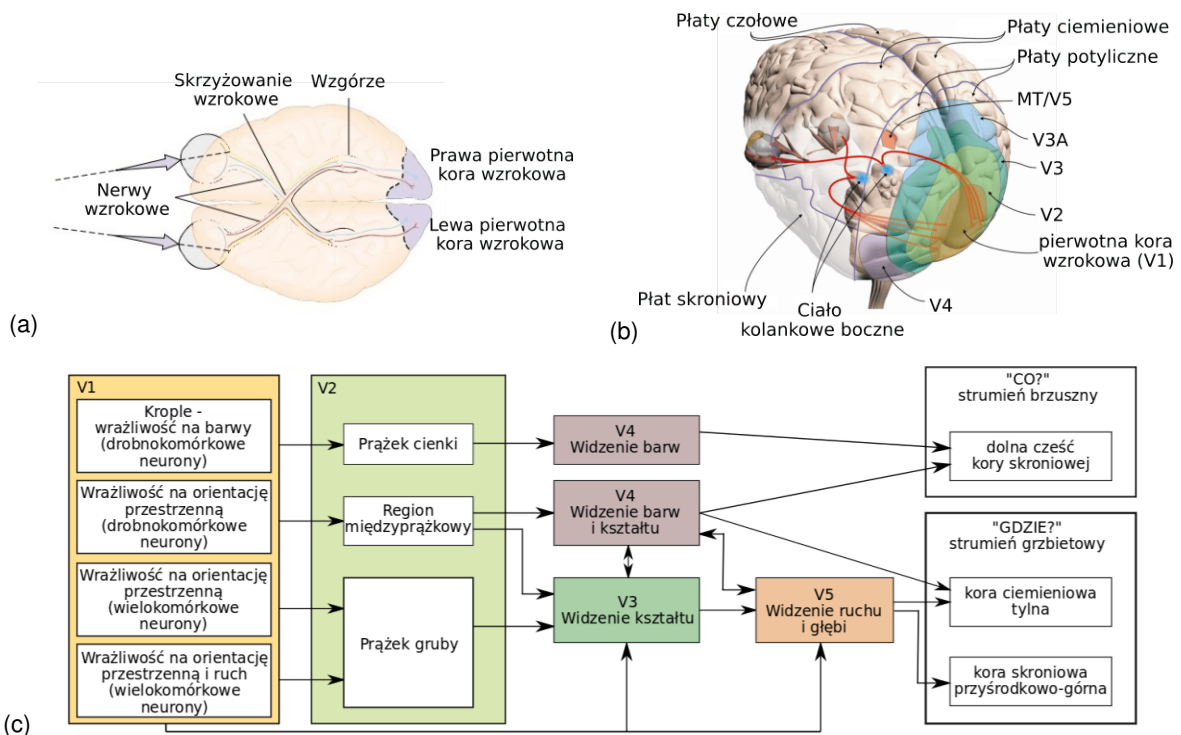 Skrzyżowanie
wzrokowe
Wzgórze
Nerwy
wzrokowe
Prawa pierwotna
kora wzrokowa
Lewa pierwotna
kora wzrokowa
(a)
Płaty czołowe
Płaty ciemieniowe
Płaty potyliczne
MT/V5
V3A
V3
V2
pierwotna kora
wzrokowa (V1)
V4
Płat skroniowy
Ciało
kolankowe boczne
(b)
V1
Krople -
wrażliwość na barwy
(drobnokomórkowe
neurony)
Wrażliwość na orientację
przestrzenną
(drobnokomórkowe
neurony)
Wrażliwość na orientację
przestrzenną
(wielokomórkowe
neurony)
Wrażliwość na orientację
przestrzenną i ruch
(wielokomórkowe
neurony)
V2
Prążek cienki
Region
międzyprążkowy
Prążek gruby
V4
Widzenie barw
V4
Widzenie barw
i kształtu
V3
Widzenie kształtu
V5
Widzenie ruchu
i głębi
"CO?"
strumień brzuszny
dolna cześć
kory skroniowej
"GDZIE?"
strumień grzbietowy
kora ciemieniowa
tylna
kora skroniowa
przyśrodkowo-górna
(c)